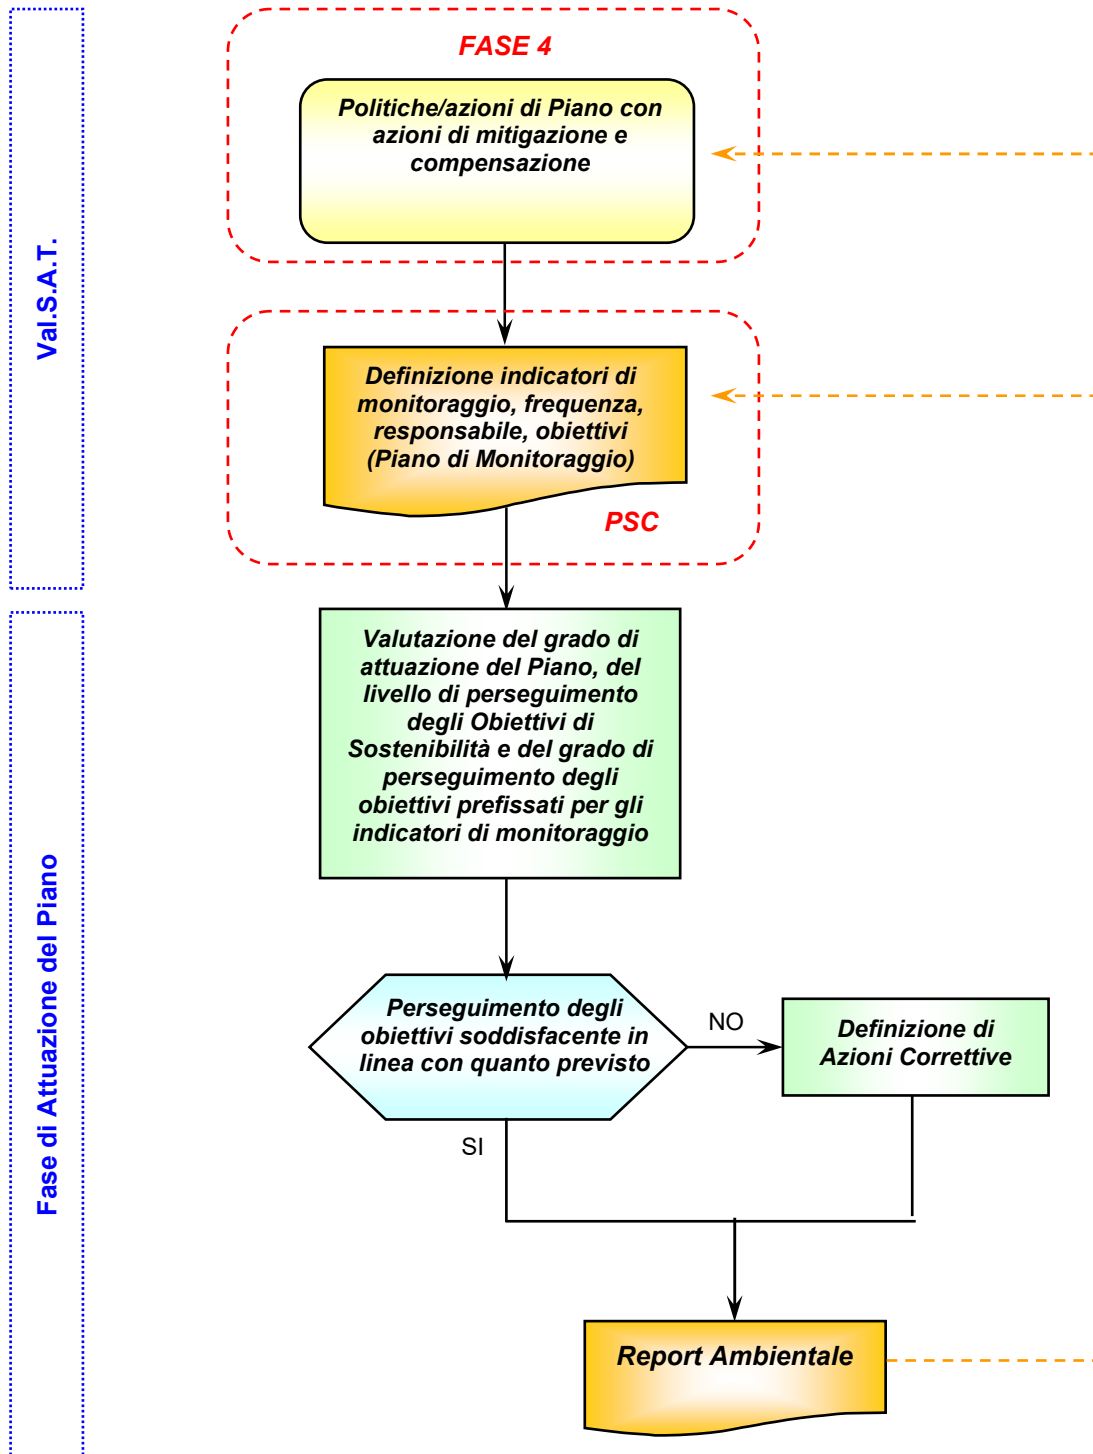 FASE 4
Politiche/azioni di Piano con
azioni di mitigazione e
compensazione
Val.S.A.T.
Definizione indicatori di
monitoraggio, frequenza,
responsabile, obiettivi
(Piano di Monitoraggio)
PSC
Valutazione del grado di
attuazione del Piano, del
livello di perseguimento
degli Obiettivi di
Sostenibilità e del grado di
perseguimento degli
obiettivi prefissati per gli
indicatori di monitoraggio
Fase di Attuazione del Piano
Perseguimento degli
obiettivi soddisfacente in
linea con quanto previsto
NO
Definizione di
Azioni Correttive
SI
Report Ambientale